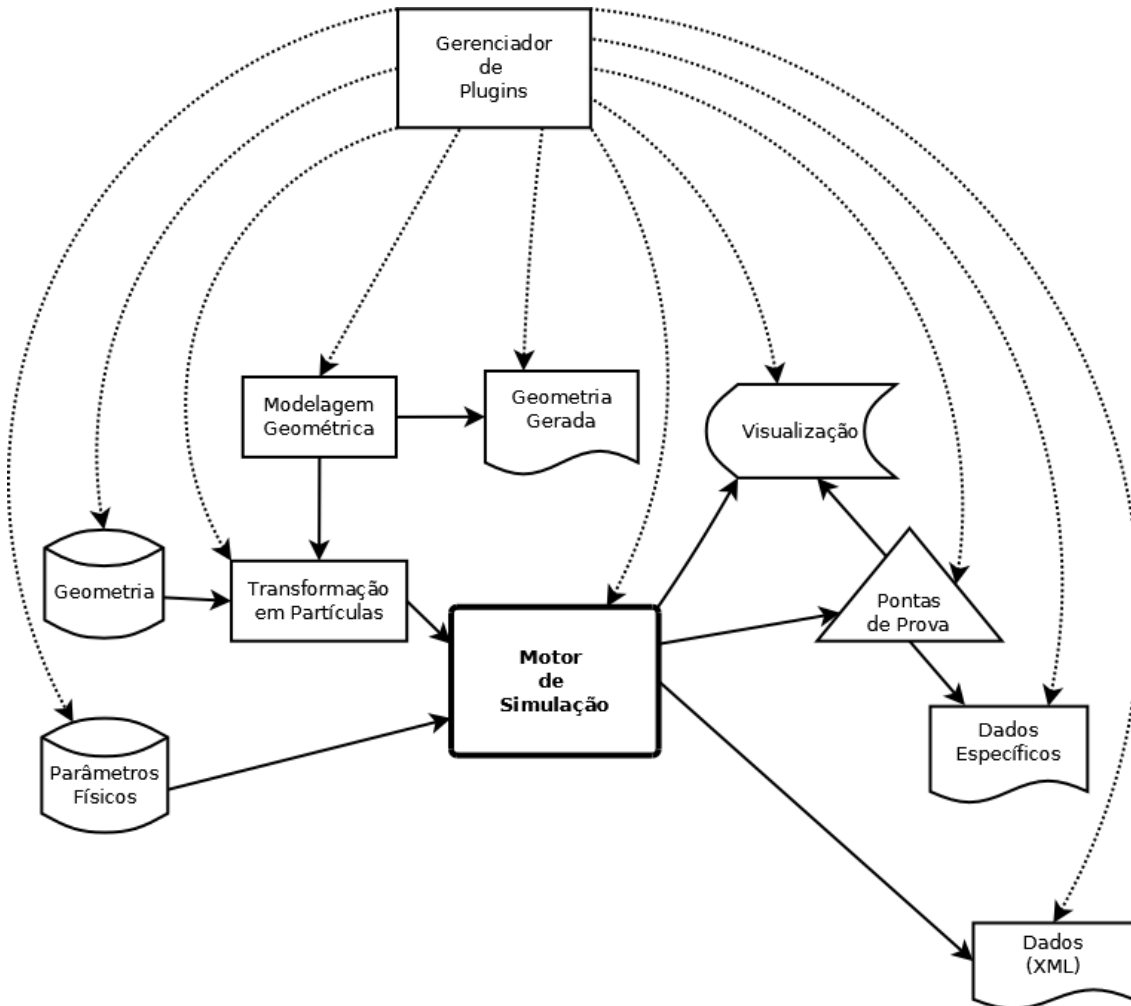 Gerenciador
de
Plugins
Modelagem
Geométrica
Geometria
Gerada
Visualização
Geometria
Transformação
em Partículas
Pontas
de Prova
Motor
de
Simulação
Parâmetros
Físicos
Dados
Específicos
Dados
(XML)